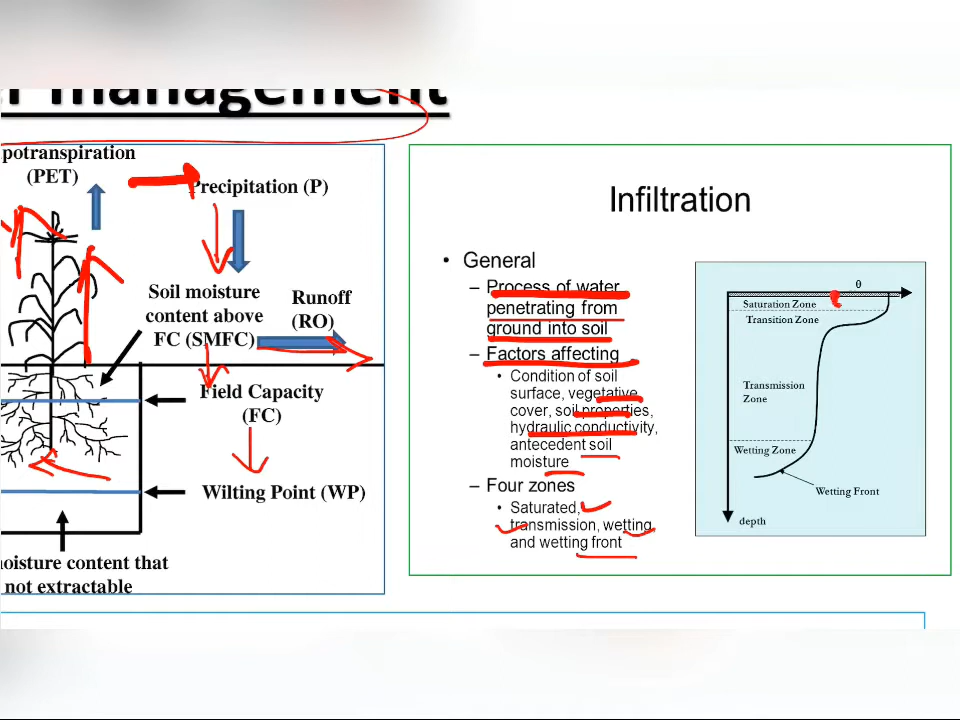 management
potranspiration
(PET)
Precipitation (P)
Soil moisture
content above
FC (SMFC)
Runoff
(RO)
Field Capacity
(FC)
Wilting Point (WP)
moisture content that
not extractable
Infiltration
• General
– Process of water
penetrating from
ground into soil
– Factors affecting
• Condition of soil
surface, vegetative
cover, soil properties,
hydraulic conductivity,
antecedent soil
moisture
– Four zones
• Saturated,
transmission, wetting,
and wetting front
θ
Saturation Zone
Transition Zone
Transmission
Zone
Wetting Zone
Wetting Front
depth